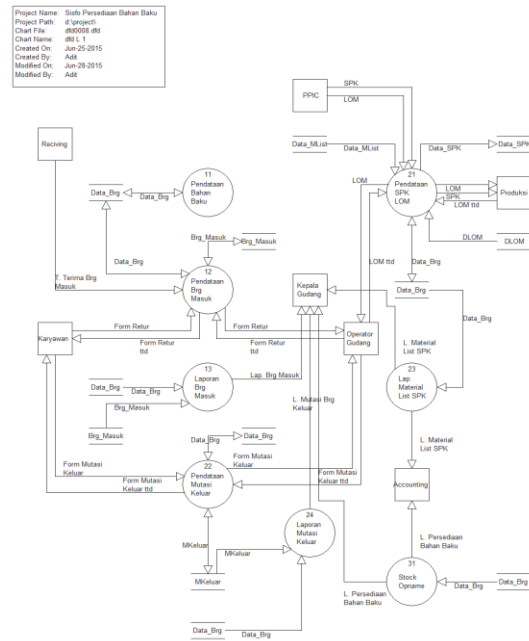 Project Name: Sisfo Persediaan Bahan Baku
Project Path: d:\project\
Chart File: dfd0008.dfd
Chart Name: dfd L 1
Created On: Jun-25-2015
Created By: Adit
Modified On: Jun-28-2015
Modified By: Adit
SPK
LOM
PPIC
Reciving
Data_MList
Data_MList
Data_SPK
Data_SPK
21
Pendataan
SPK
LOM
LOM
LOM
SPK
LOM ttd
Produksi
11
Pendataan
Bahan
Baku
Data_Brg
Data_Brg
Data_Brg
LOM ttd
DLOM
DLOM
Data_Brg
Data_Brg
Data_Brg
Brg_Masuk
Brg_Masuk
12
Pendataan
Brg
Masuk
T. Terima Brg
Masuk
Kepala
Gudang
Karyawan
Form Retur
Form Retur
ttd
Form Retur
Form Retur
ttd
Operator
Gudang
L. Material
List SPK
23
Lap.
Material
List SPK
13
Laporan
Brg
Masuk
Lap. Brg Masuk
Data_Brg
Data_Brg
Brg_Masuk
Brg_Masuk
L. Mutasi Brg
Keluar
Data_Brg
Data_Brg
22
Pendataan
Mutasi
Keluar
Form Mutasi
Keluar
Form Mutasi
Keluar ttd
Form Mutasi
Keluar
Form Mutasi
Keluar ttd
L. Material
List SPK
Accounting
24
Laporan
Mutasi
Keluar
MKeluar
MKeluar
MKeluar
L. Persediaan
Bahan Baku
L. Persediaan
Bahan Baku
31
Stock
Opname
Data_Brg
Data_Brg
Data_Brg
Data_Brg